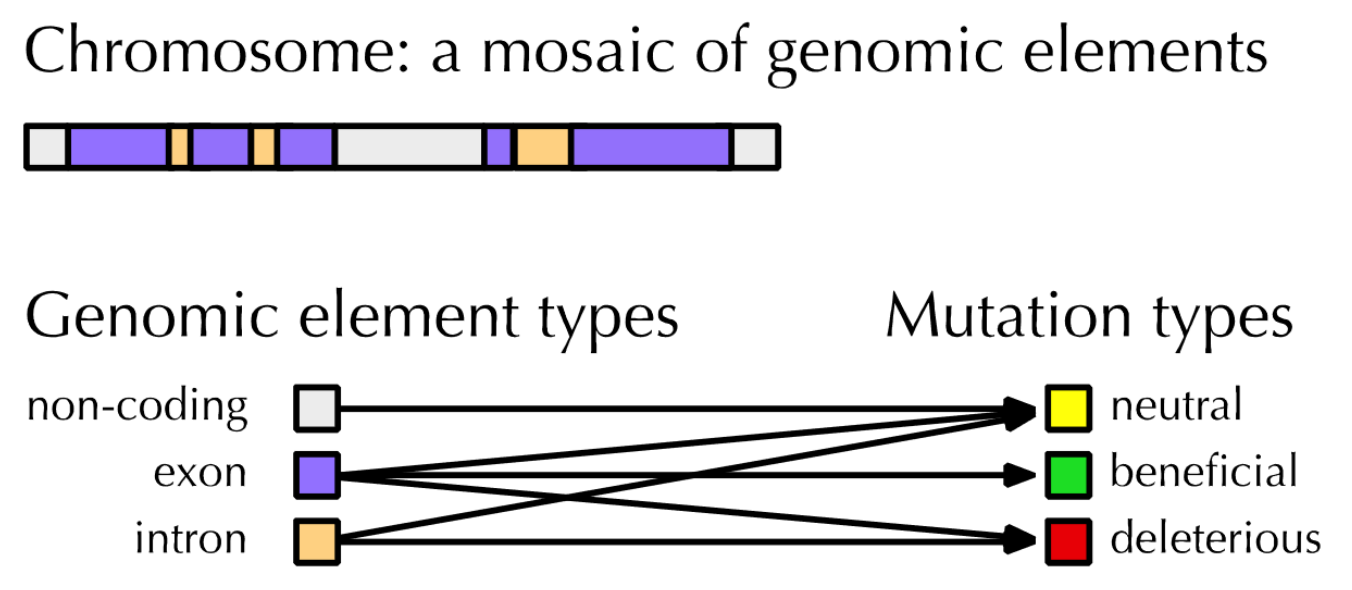 Chromosome: a mosaic of genomic elements
Genomic element types
Mutation types
non-coding
neutral
exon
beneficial
intron
deleterious